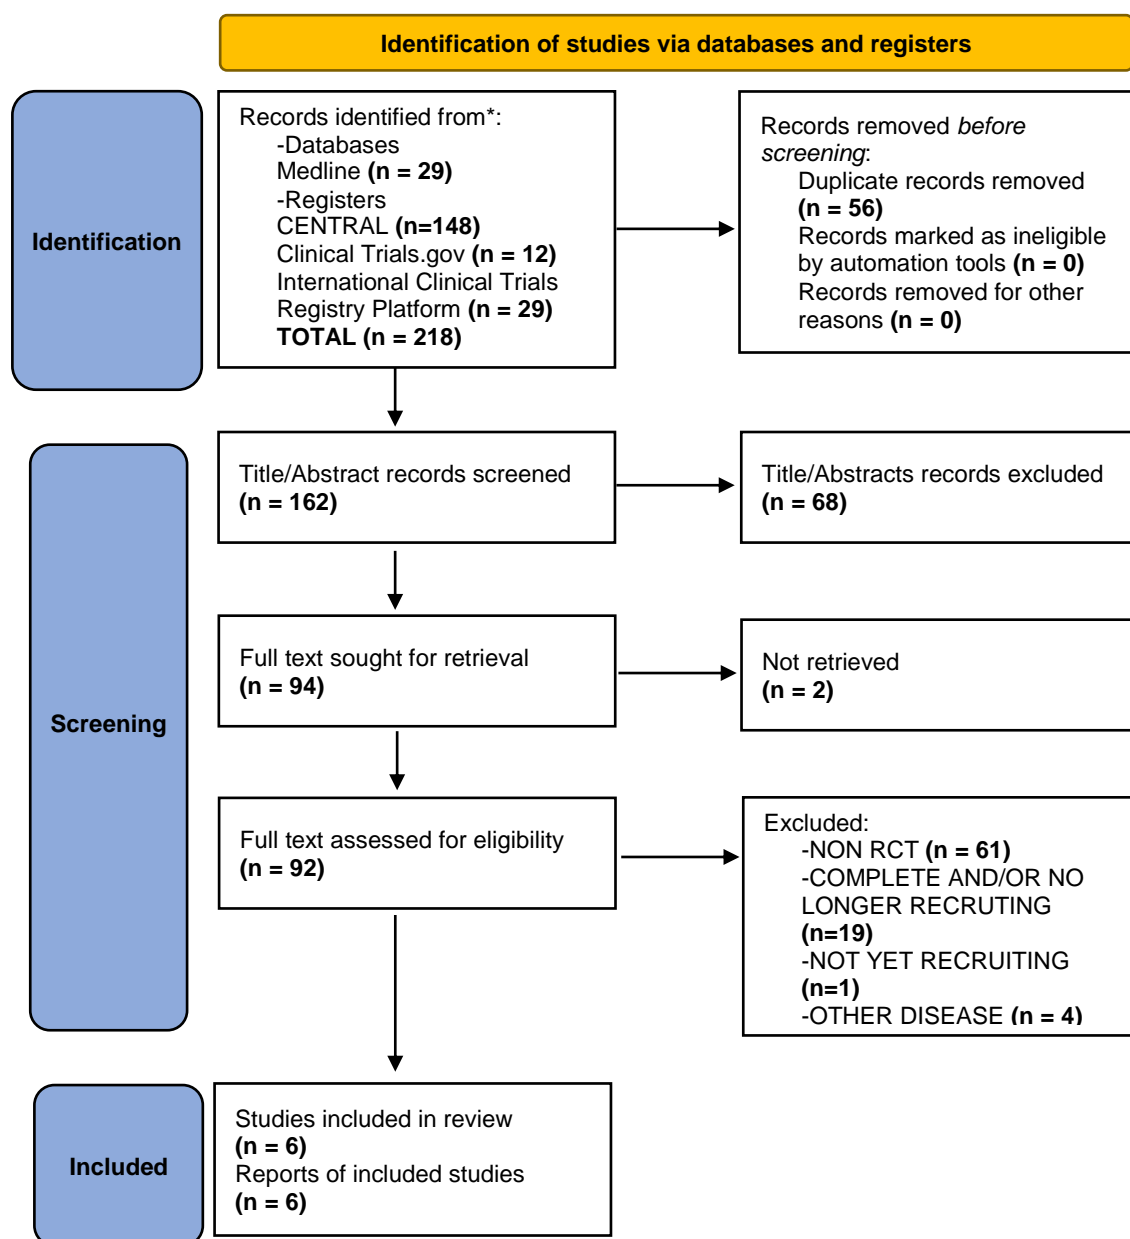 Identification of studies via databases and registers
Identification
Records identified from*:
-Databases
Medline (n = 29)
-Registers
CENTRAL (n=148)
Clinical Trials.gov (n = 12)
International Clinical Trials
Registry Platform (n = 29)
TOTAL (n = 218)
Records removed before
screening:
Duplicate records removed
(n = 56)
Records marked as ineligible
by automation tools (n = 0)
Records removed for other
reasons (n = 0)
Screening
Title/Abstract records screened
(n = 162)
Title/Abstracts records excluded
(n = 68)
Full text sought for retrieval
(n = 94)
Not retrieved
(n = 2)
Full text assessed for eligibility
(n = 92)
Excluded:
-NON RCT (n = 61)
-COMPLETE AND/OR NO
LONGER RECRUTING
(n=19)
-NOT YET RECRUITING
(n=1)
-OTHER DISEASE (n = 4)
Included
Studies included in review
(n = 6)
Reports of included studies
(n = 6)